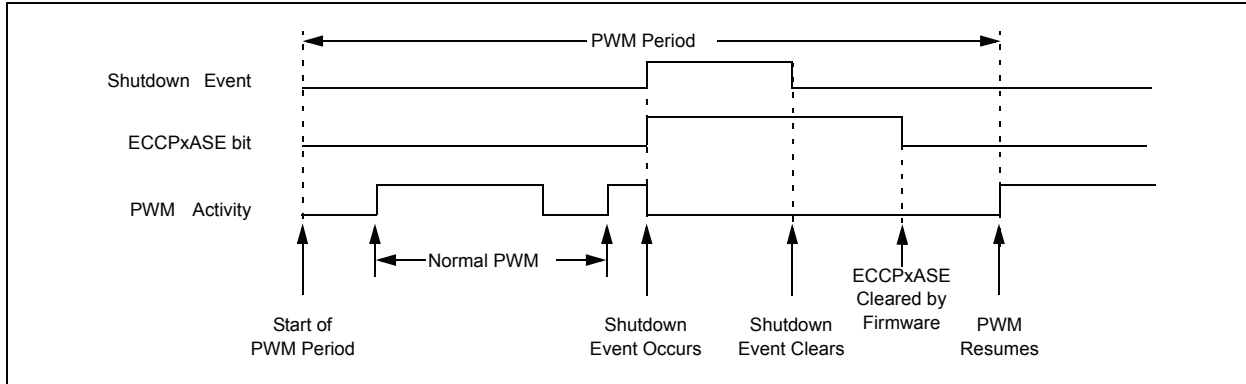 PWM Period
Shutdown Event
ECCPxASE bit
PWM Activity
Normal PWM
Start of
PWM Period
Shutdown
Event Occurs
Shutdown
Event Clears
ECCPxASE
Cleared by
Firmware
PWM
Resumes